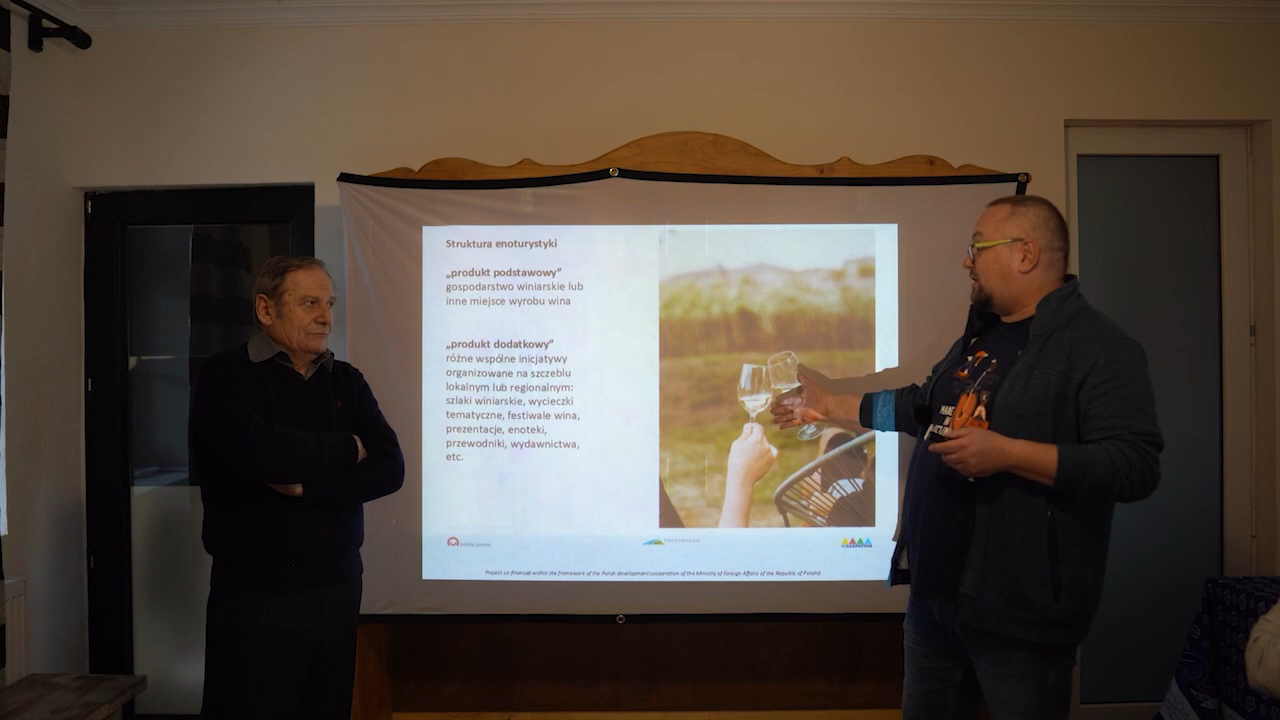 Struktura enoturystyki
„produkt podstawowy”
gospodarstwo winiarskie lub
inne miejsce wyrobu wina
„produkt dodatkowy”
różne wspólne inicjatywy
organizowane na szczeblu
lokalnym lub regionalnym:
szlaki winiarskie, wycieczki
tematyczne, festiwale wina,
prezentacje, enoteki,
przewodniki, wydawnictwa,
etc.
polska pomoc
Project co-financed within the framework of the Polish development cooperation of the Ministry of Foreign Affairs of the Republic of Poland